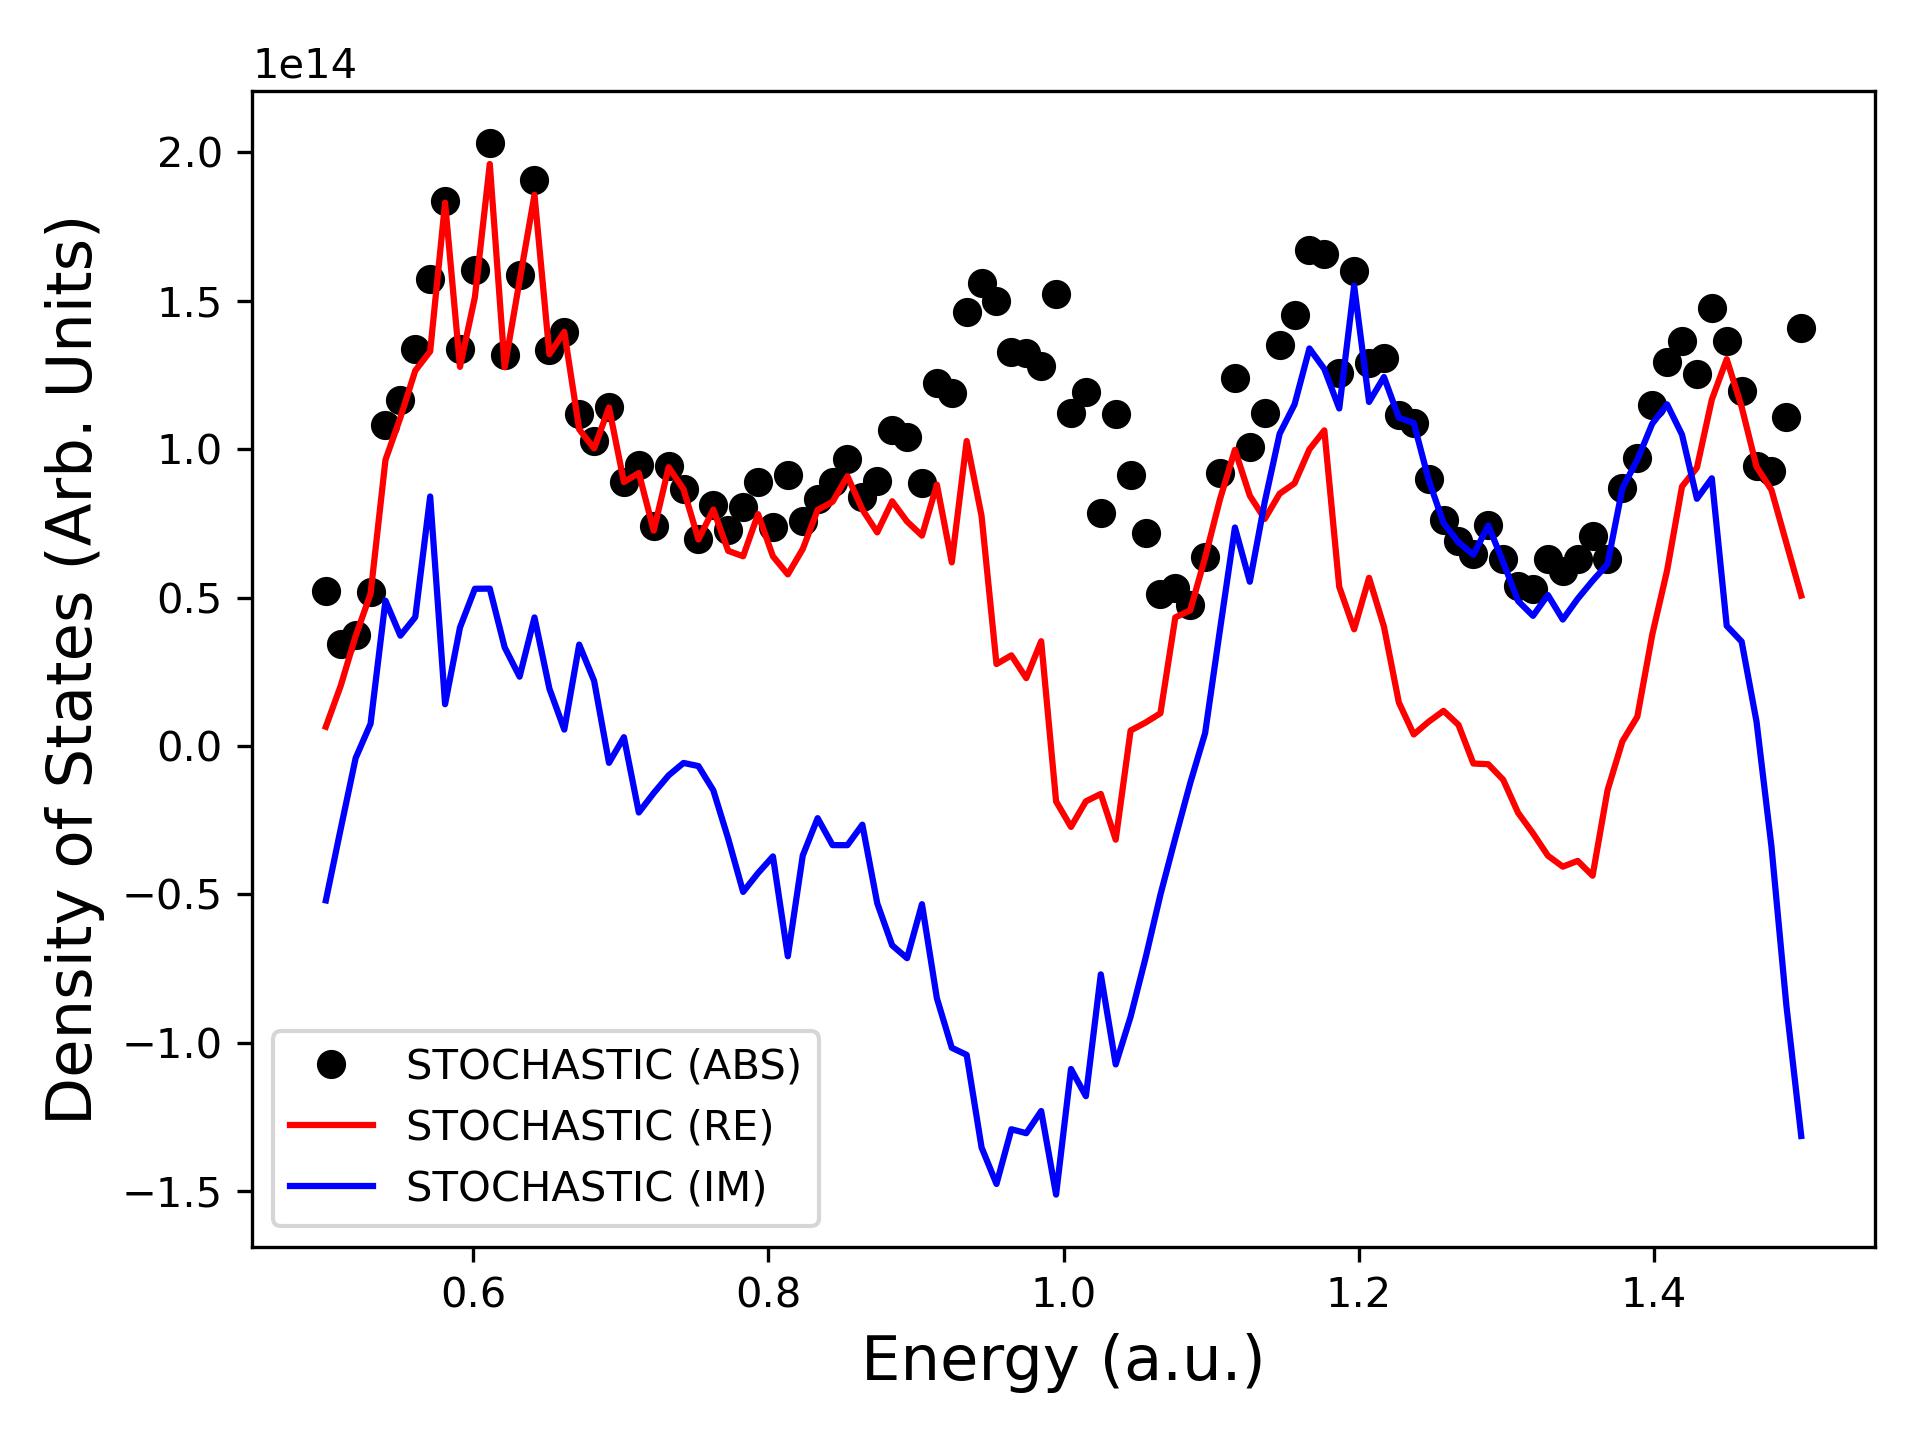 1e14
2.0
1.5
1.0
0.5
0.0
−0.5
−1.0
−1.5
Density of States (Arb. Units)
STOCHASTIC (ABS)
STOCHASTIC (RE)
STOCHASTIC (IM)
0.6 0.8 1.0 1.2 1.4
Energy (a.u.)